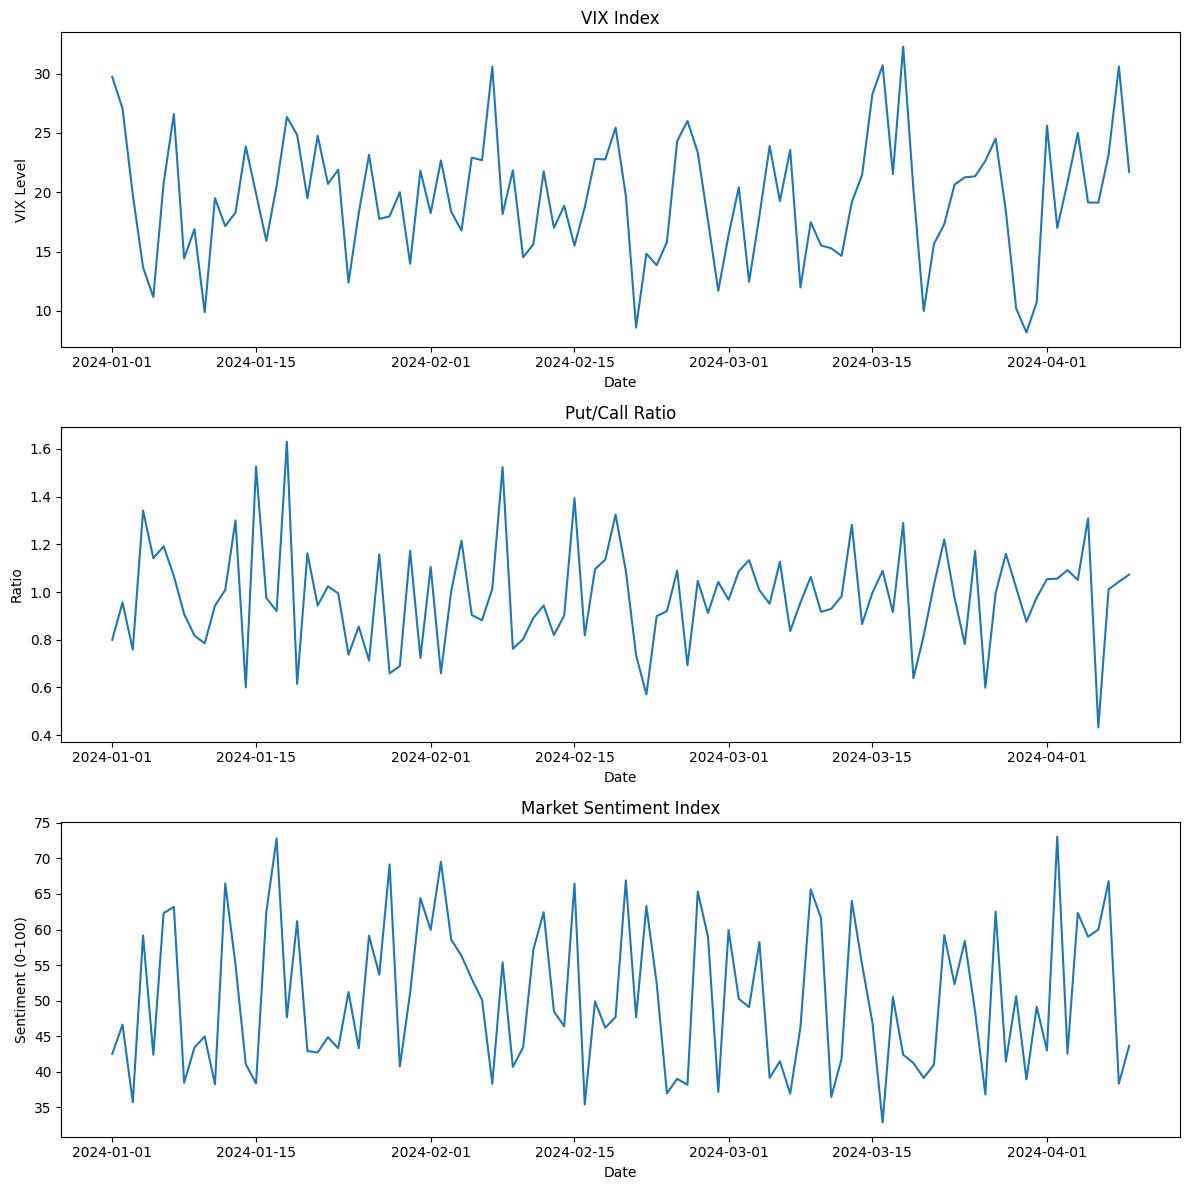 VIX Index
VIX Level
30
25
20
15
10
2024-01-01 2024-01-15 2024-02-01 2024-02-15 2024-03-01 2024-03-15 2024-04-01
Date
Put/Call Ratio
Ratio
1.6
1.4
1.2
1.0
0.8
0.6
0.4
2024-01-01 2024-01-15 2024-02-01 2024-02-15 2024-03-01 2024-03-15 2024-04-01
Date
Market Sentiment Index
Sentiment (0-100)
75
70
65
60
55
50
45
40
35
2024-01-01 2024-01-15 2024-02-01 2024-02-15 2024-03-01 2024-03-15 2024-04-01
Date